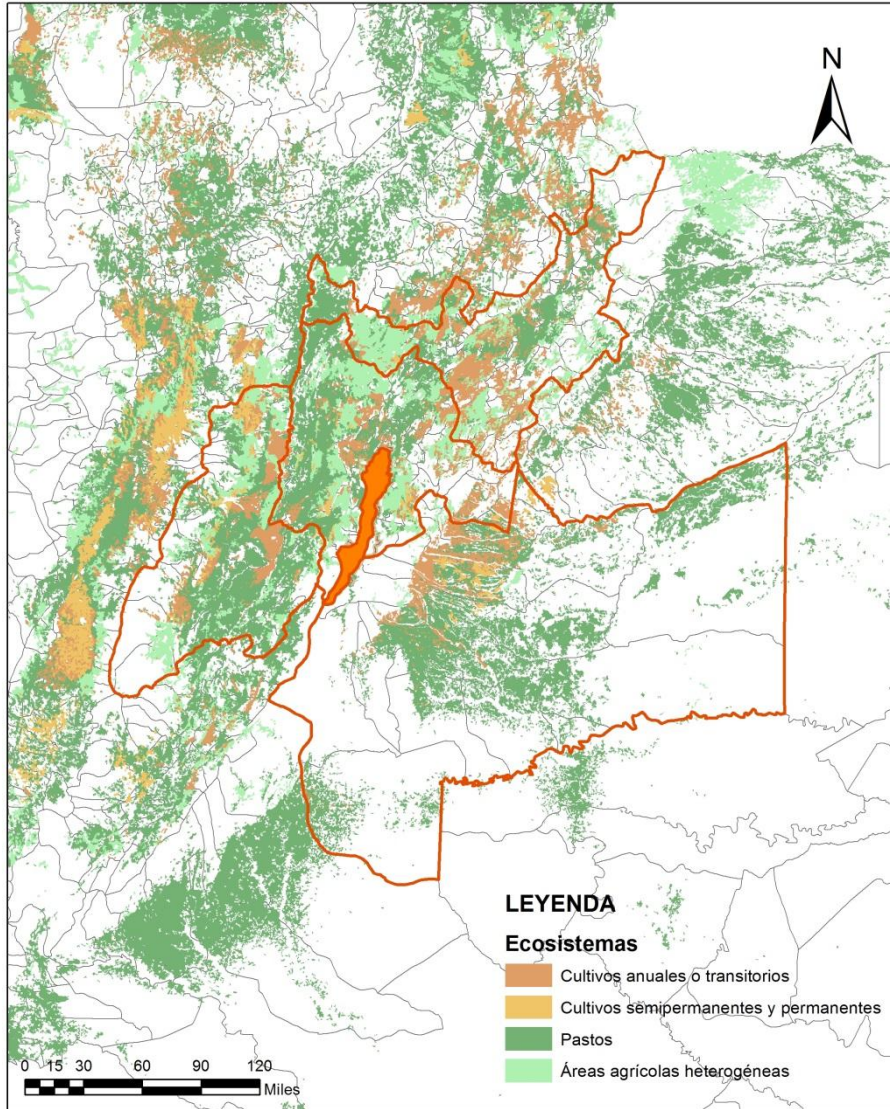 N
LEYENDA
Ecosistemas
Cultivos anuales o transitorios
Cultivos semipermanentes y permanentes
Pastos
Áreas agrícolas heterogéneas
0 15 30 60 90 120
Miles